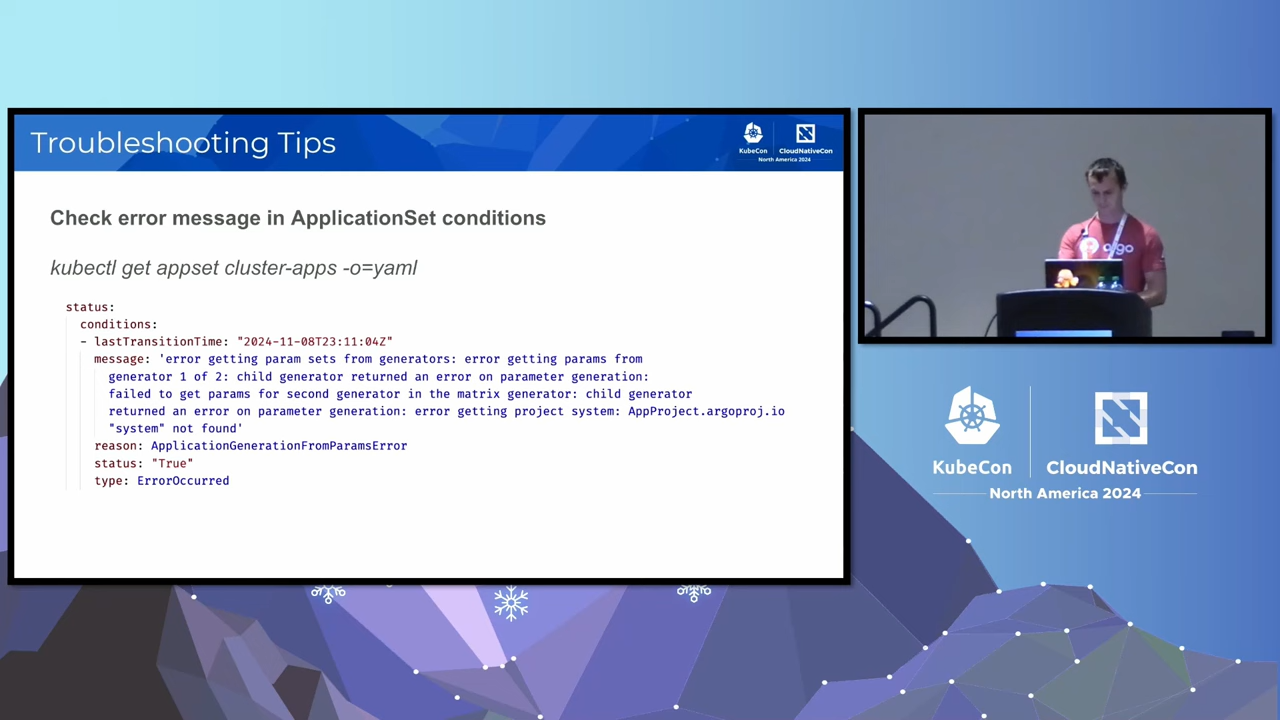 Troubleshooting Tips
KubeCon
CloudNativeCon
North America 2024
Check error message in ApplicationSet conditions
kubectl get appset cluster-apps -o=yaml
status:
conditions:
- lastTransitionTime: "2024-11-08T23:11:04Z"
message: 'error getting param sets from generators: error getting params from
generator 1 of 2: child generator returned an error on parameter generation:
failed to get params for second generator in the matrix generator: child generator
returned an error on parameter generation: error getting project system: AppProject.argoproj.io
"system" not found'
reason: ApplicationGenerationFromParamsError
status: "True"
type: ErrorOccurred
argo
KubeCon
CloudNativeCon
North America 2024